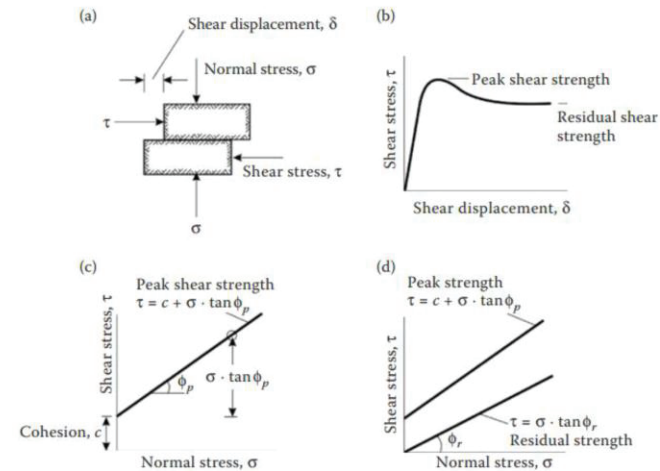 (a)
Shear displacement, δ
Normal stress, σ
τ
Shear stress, τ
σ
(b)
Shear stress, τ
Peak shear strength
Residual shear
strength
Shear displacement, δ
(c)
Peak shear strength
τ = c + σ · tanϕₚ
Shear stress, τ
ϕₚ
σ · tanϕₚ
Cohesion, c
Normal stress, σ
(d)
Peak strength
τ = c + σ · tanϕₚ
Shear stress, τ
τ = σ · tanϕᵣ
ϕᵣ
Residual strength
Normal stress, σ